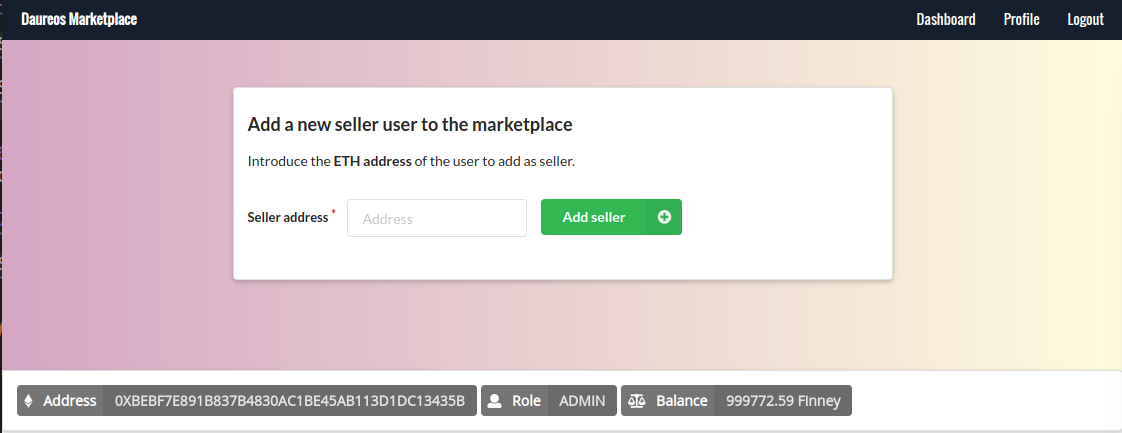 Daureos Marketplace Dashboard Profile Logout
Add a new seller user to the marketplace
Introduce the ETH address of the user to add as seller.
Seller address * Address Add seller
Address 0XBEBF7E891B837B4830AC1BE45AB113D1DC13435B Role ADMIN Balance 999772.59 Finney